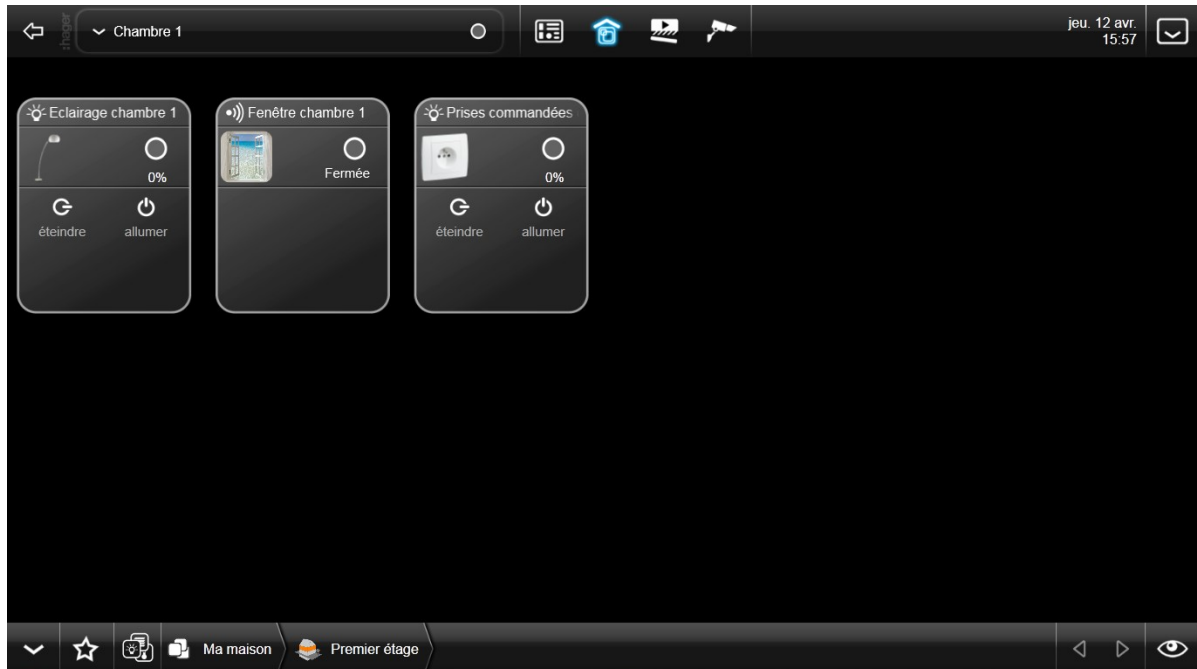 :hager
Chambre 1
jeu. 12 avr.
15:57
Eclairage chambre 1
0%
éteindre allumer
Fenêtre chambre 1
Fermée
Prises commandées
0%
éteindre allumer
Ma maison Premier étage